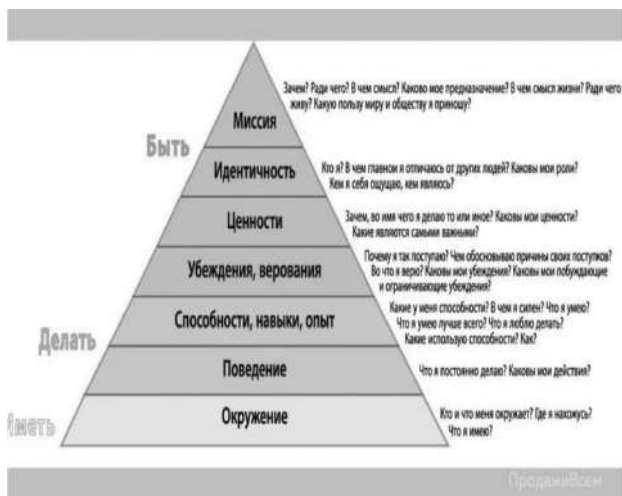 Зачем? Ради чего? В чем смысл? Каково мое предназначение? В чем смысл жизни? Ради чего
живу? Какую пользу миру и обществу я приношу?
Миссия
Быть
Идентичность
Кто я? В чем главном я отличаюсь от других людей? Каковы мои роли?
Кем я себя ощущаю, кем являюсь?
Ценности
Зачем, во имя чего я делаю то или иное? Каковы мои ценности?
Какие являются самыми важными?
Убеждения, верования
Почему я так поступаю? Чем обосновываю причины своих поступков?
Во что я верю? Каковы мои убеждения? Каковы мои побуждающие
и ограничивающие убеждения?
Способности, навыки, опыт
Какие у меня способности? В чем я силен? Что я умею?
Что я умею лучше всего? Что я люблю делать?
Какие использую способности? Как?
Делать
Поведение
Что я постоянно делаю? Каковы мои действия?
Иметь
Окружение
Кто и что меня окружает? Где я нахожусь?
Что я имею?
ПродажиВсем